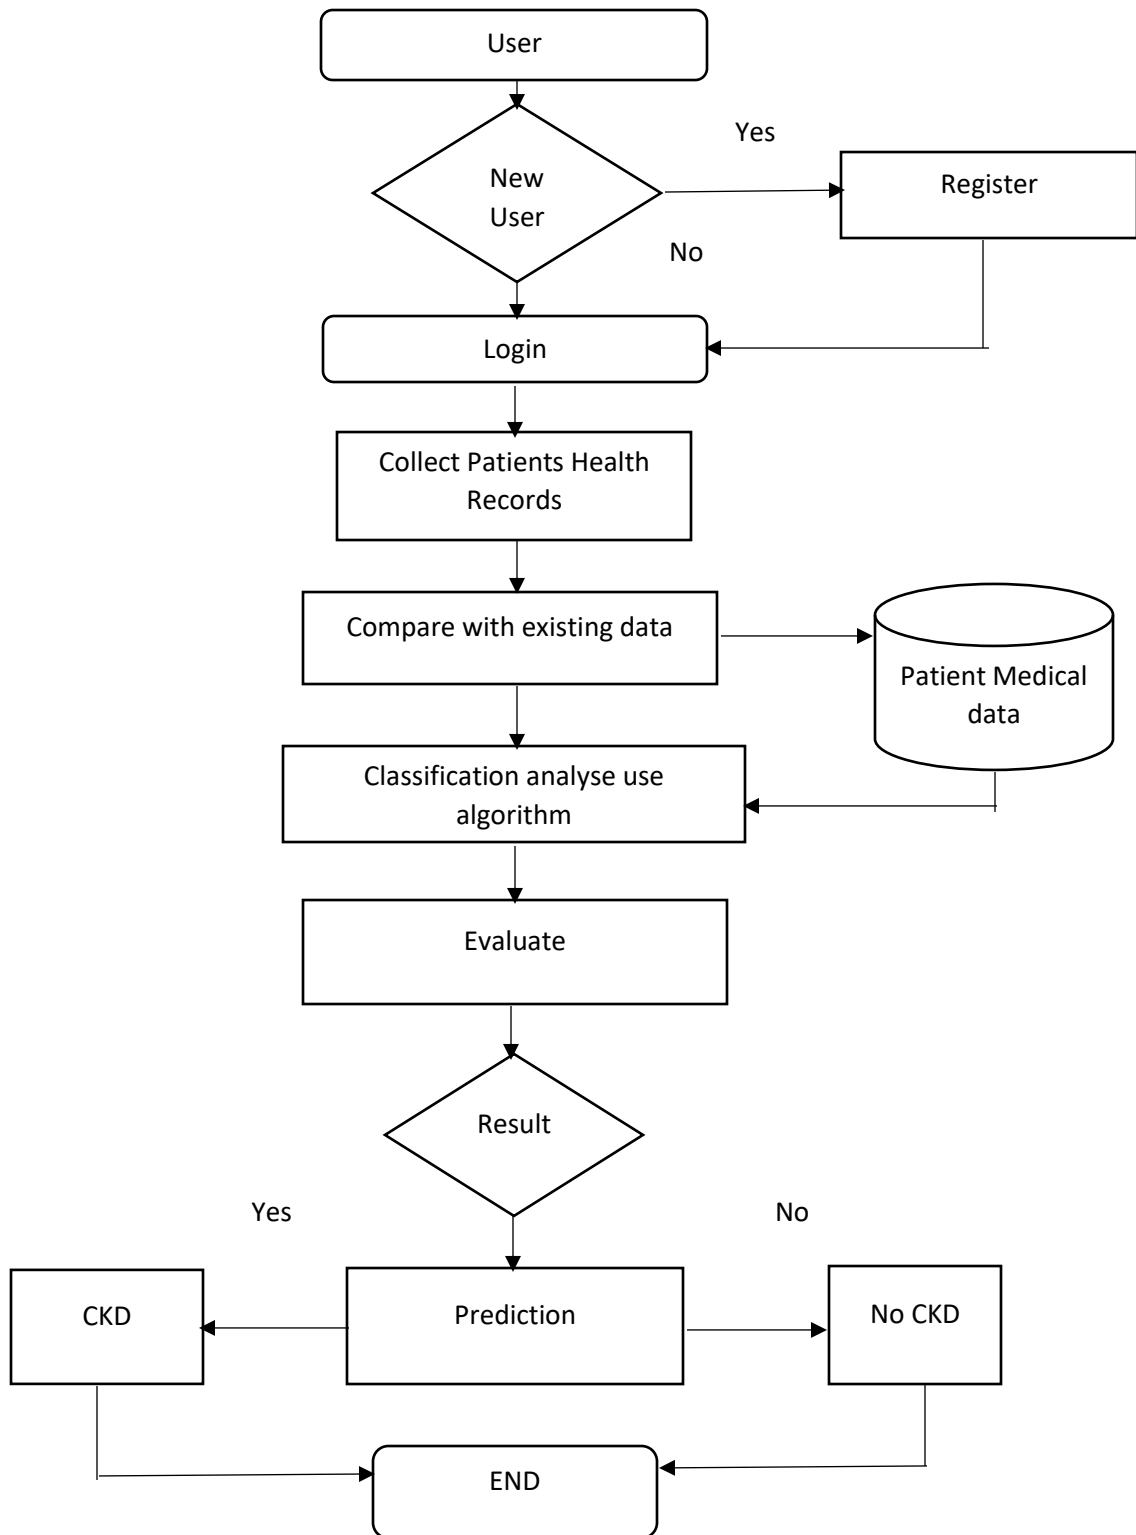 User
Yes
New
User
Register
No
Login
Collect Patients Health
Records
Compare with existing data
Patient Medical
data
Classification analyse use
algorithm
Evaluate
Result
Yes
No
CKD
Prediction
No CKD
END